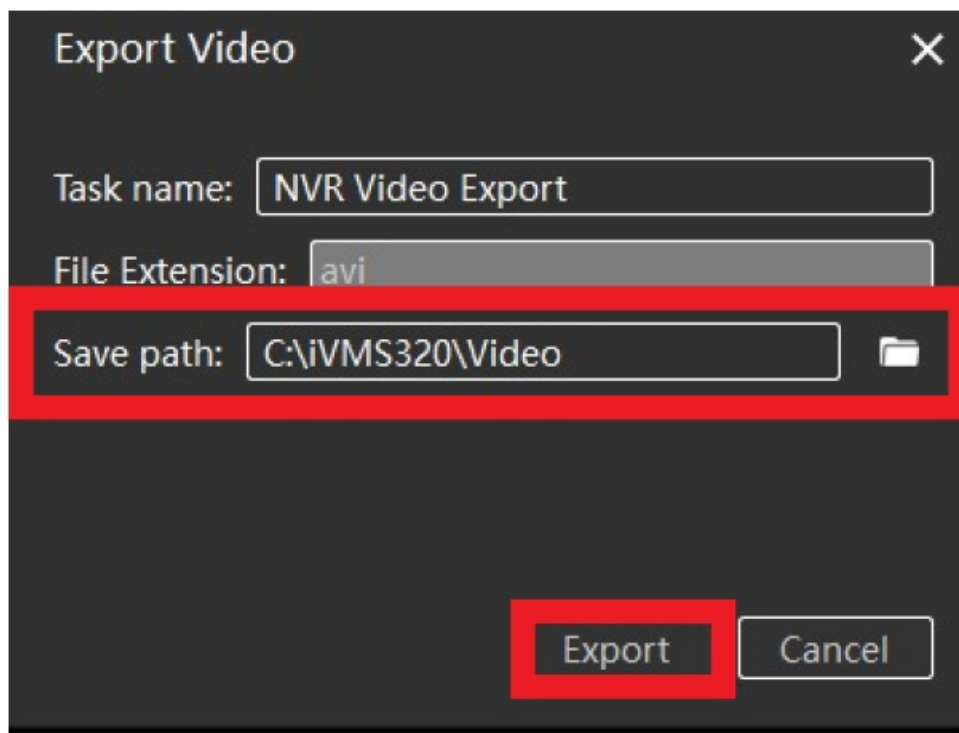 Export Video
Task name: NVR Video Export
File Extension: avi
Save path: C:\iVMS320\Video
Export Cancel